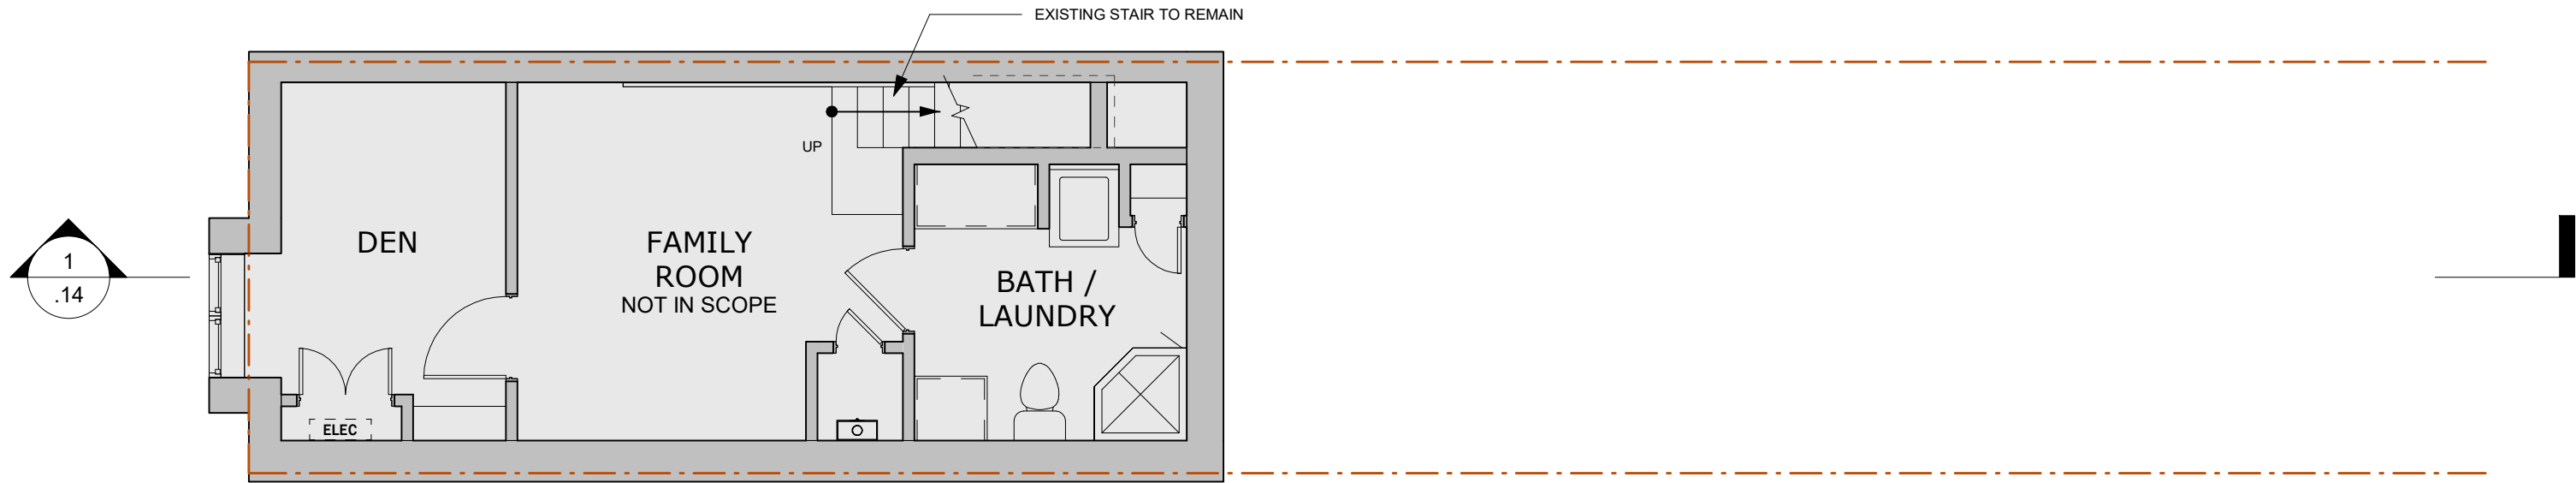 EXISTING STAIR TO REMAIN
UP
DEN
FAMILY
ROOM
NOT IN SCOPE
BATH /
LAUNDRY
1
.14
ELEC